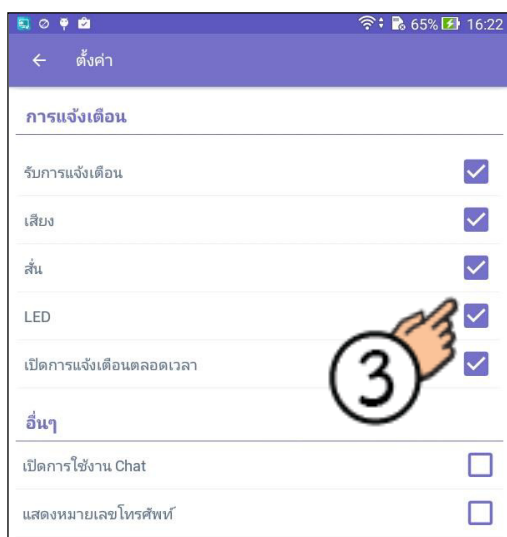 65% 16:22
ตั้งค่า
การแจ้งเตือน
รับการแจ้งเตือน
เสียง
สั่น
LED
เปิดการแจ้งเตือนตลอดเวลา
3
อื่นๆ
เปิดการใช้งาน Chat
แสดงหมายเลขโทรศัพท์